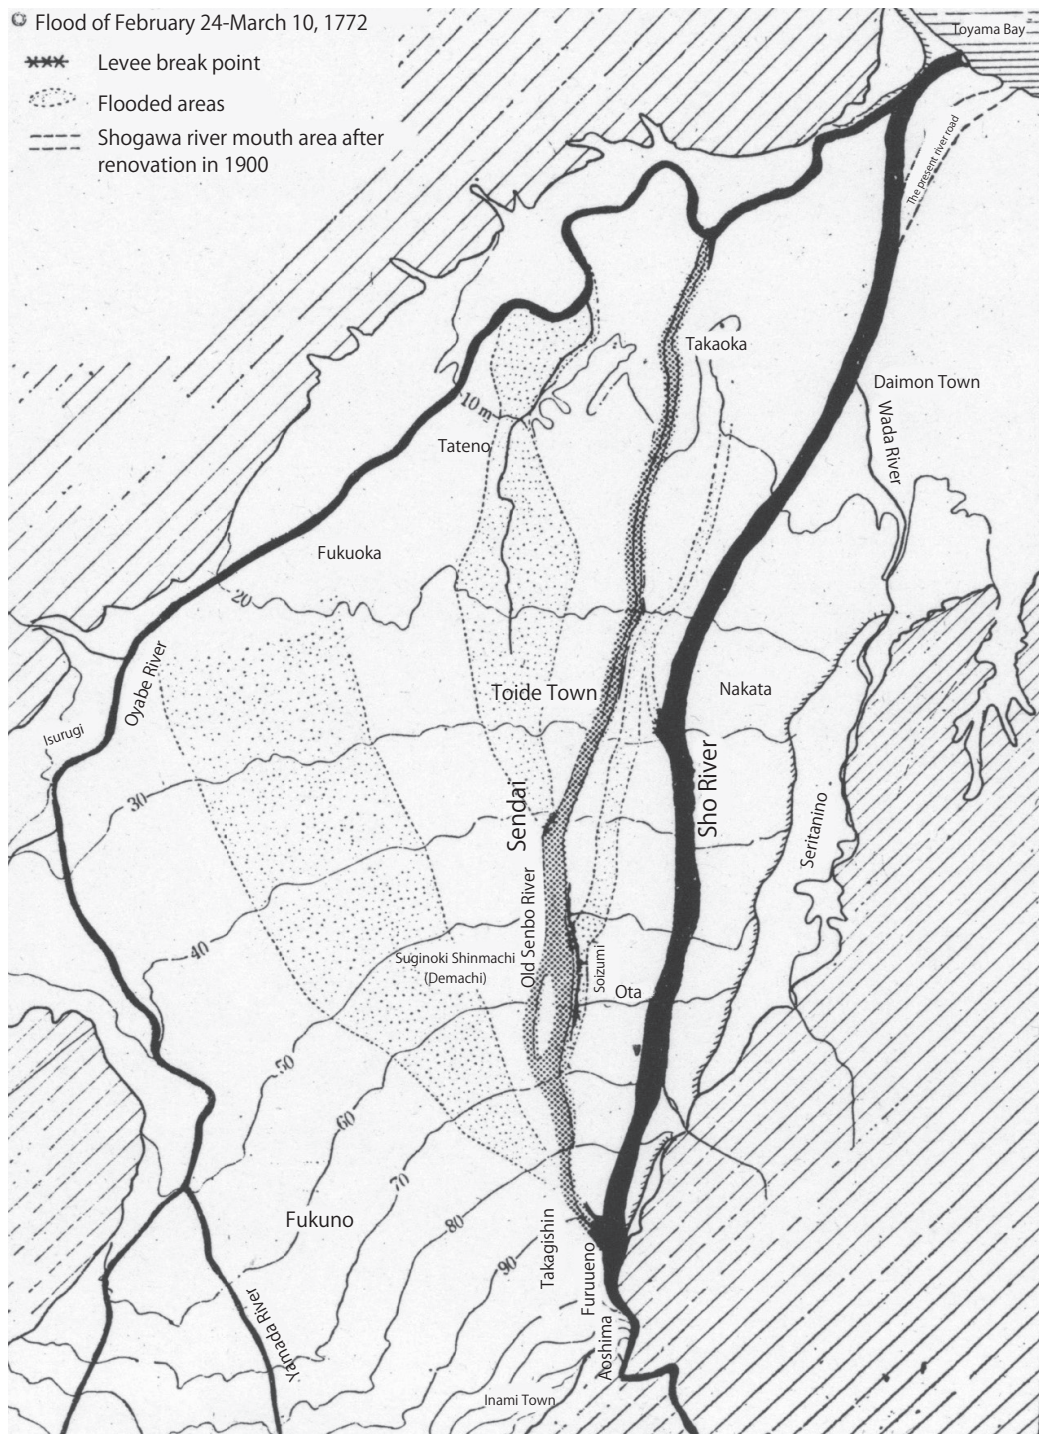 Flood of February 24-March 10, 1772
Levee break point
Flooded areas
Shogawa river mouth area after
renovation in 1900
Toyama Bay
The present river road
Takaoka
Daimon Town
Wada River
10 m
Tateno
Fukuoka
20
Oyabe River
Isurugi
Toide Town
Nakata
30
Sendai
Sho River
Seritanino
Old Senbo River
40
Suginoki Shinmachi
(Demachi)
Soizumi
Ota
50
60
70
80
90
Fukuno
Takagishin
Furuueno
Aoshima
Yamada River
Inami Town